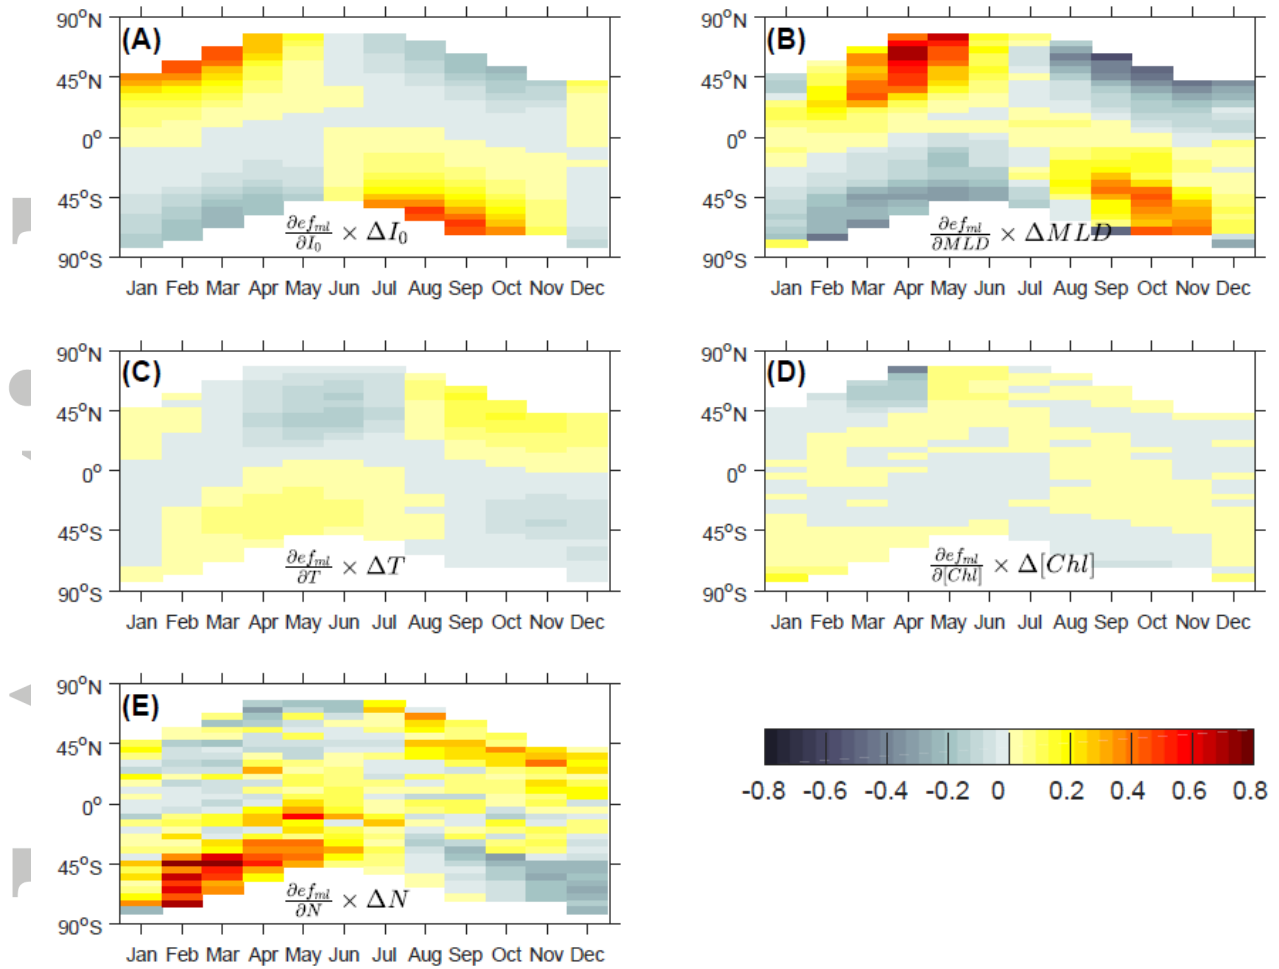 (A)
90°N
45°N
0°
45°S
90°S
∂ef_ml/∂I_0 × ΔI_0
Jan Feb Mar Apr May Jun Jul Aug Sep Oct Nov Dec
(B)
90°N
45°N
0°
45°S
90°S
∂ef_ml/∂MLD × ΔMLD
Jan Feb Mar Apr May Jun Jul Aug Sep Oct Nov Dec
(C)
90°N
45°N
0°
45°S
90°S
∂ef_ml/∂T × ΔT
Jan Feb Mar Apr May Jun Jul Aug Sep Oct Nov Dec
(D)
90°N
45°N
0°
45°S
90°S
∂ef_ml/∂[Chl] × Δ[Chl]
Jan Feb Mar Apr May Jun Jul Aug Sep Oct Nov Dec
(E)
90°N
45°N
0°
45°S
90°S
∂ef_ml/∂N × ΔN
Jan Feb Mar Apr May Jun Jul Aug Sep Oct Nov Dec
-0.8 -0.6 -0.4 -0.2 0 0.2 0.4 0.6 0.8